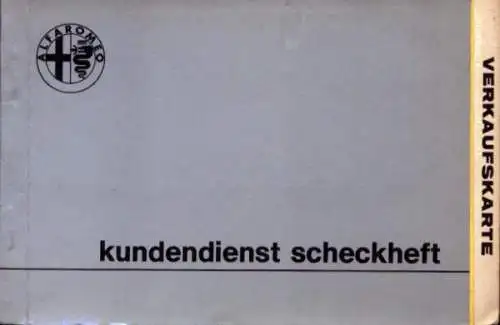 ALFA ROMEO
kundendienst scheckheft
VERKAUFSKARTE